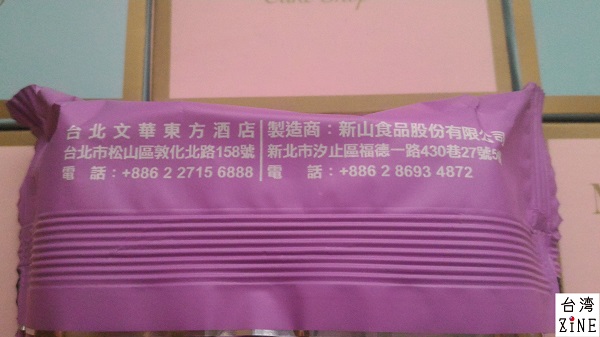 Cake Shop
台北文華東方酒店
台北市松山區敦化北路158號
電　話：+886 2 2715 6888
製造商：新山食品股份有限公司
新北市汐止區福德一路430巷27號5
電　話：+886 2 8693 4872
台湾
ZINE